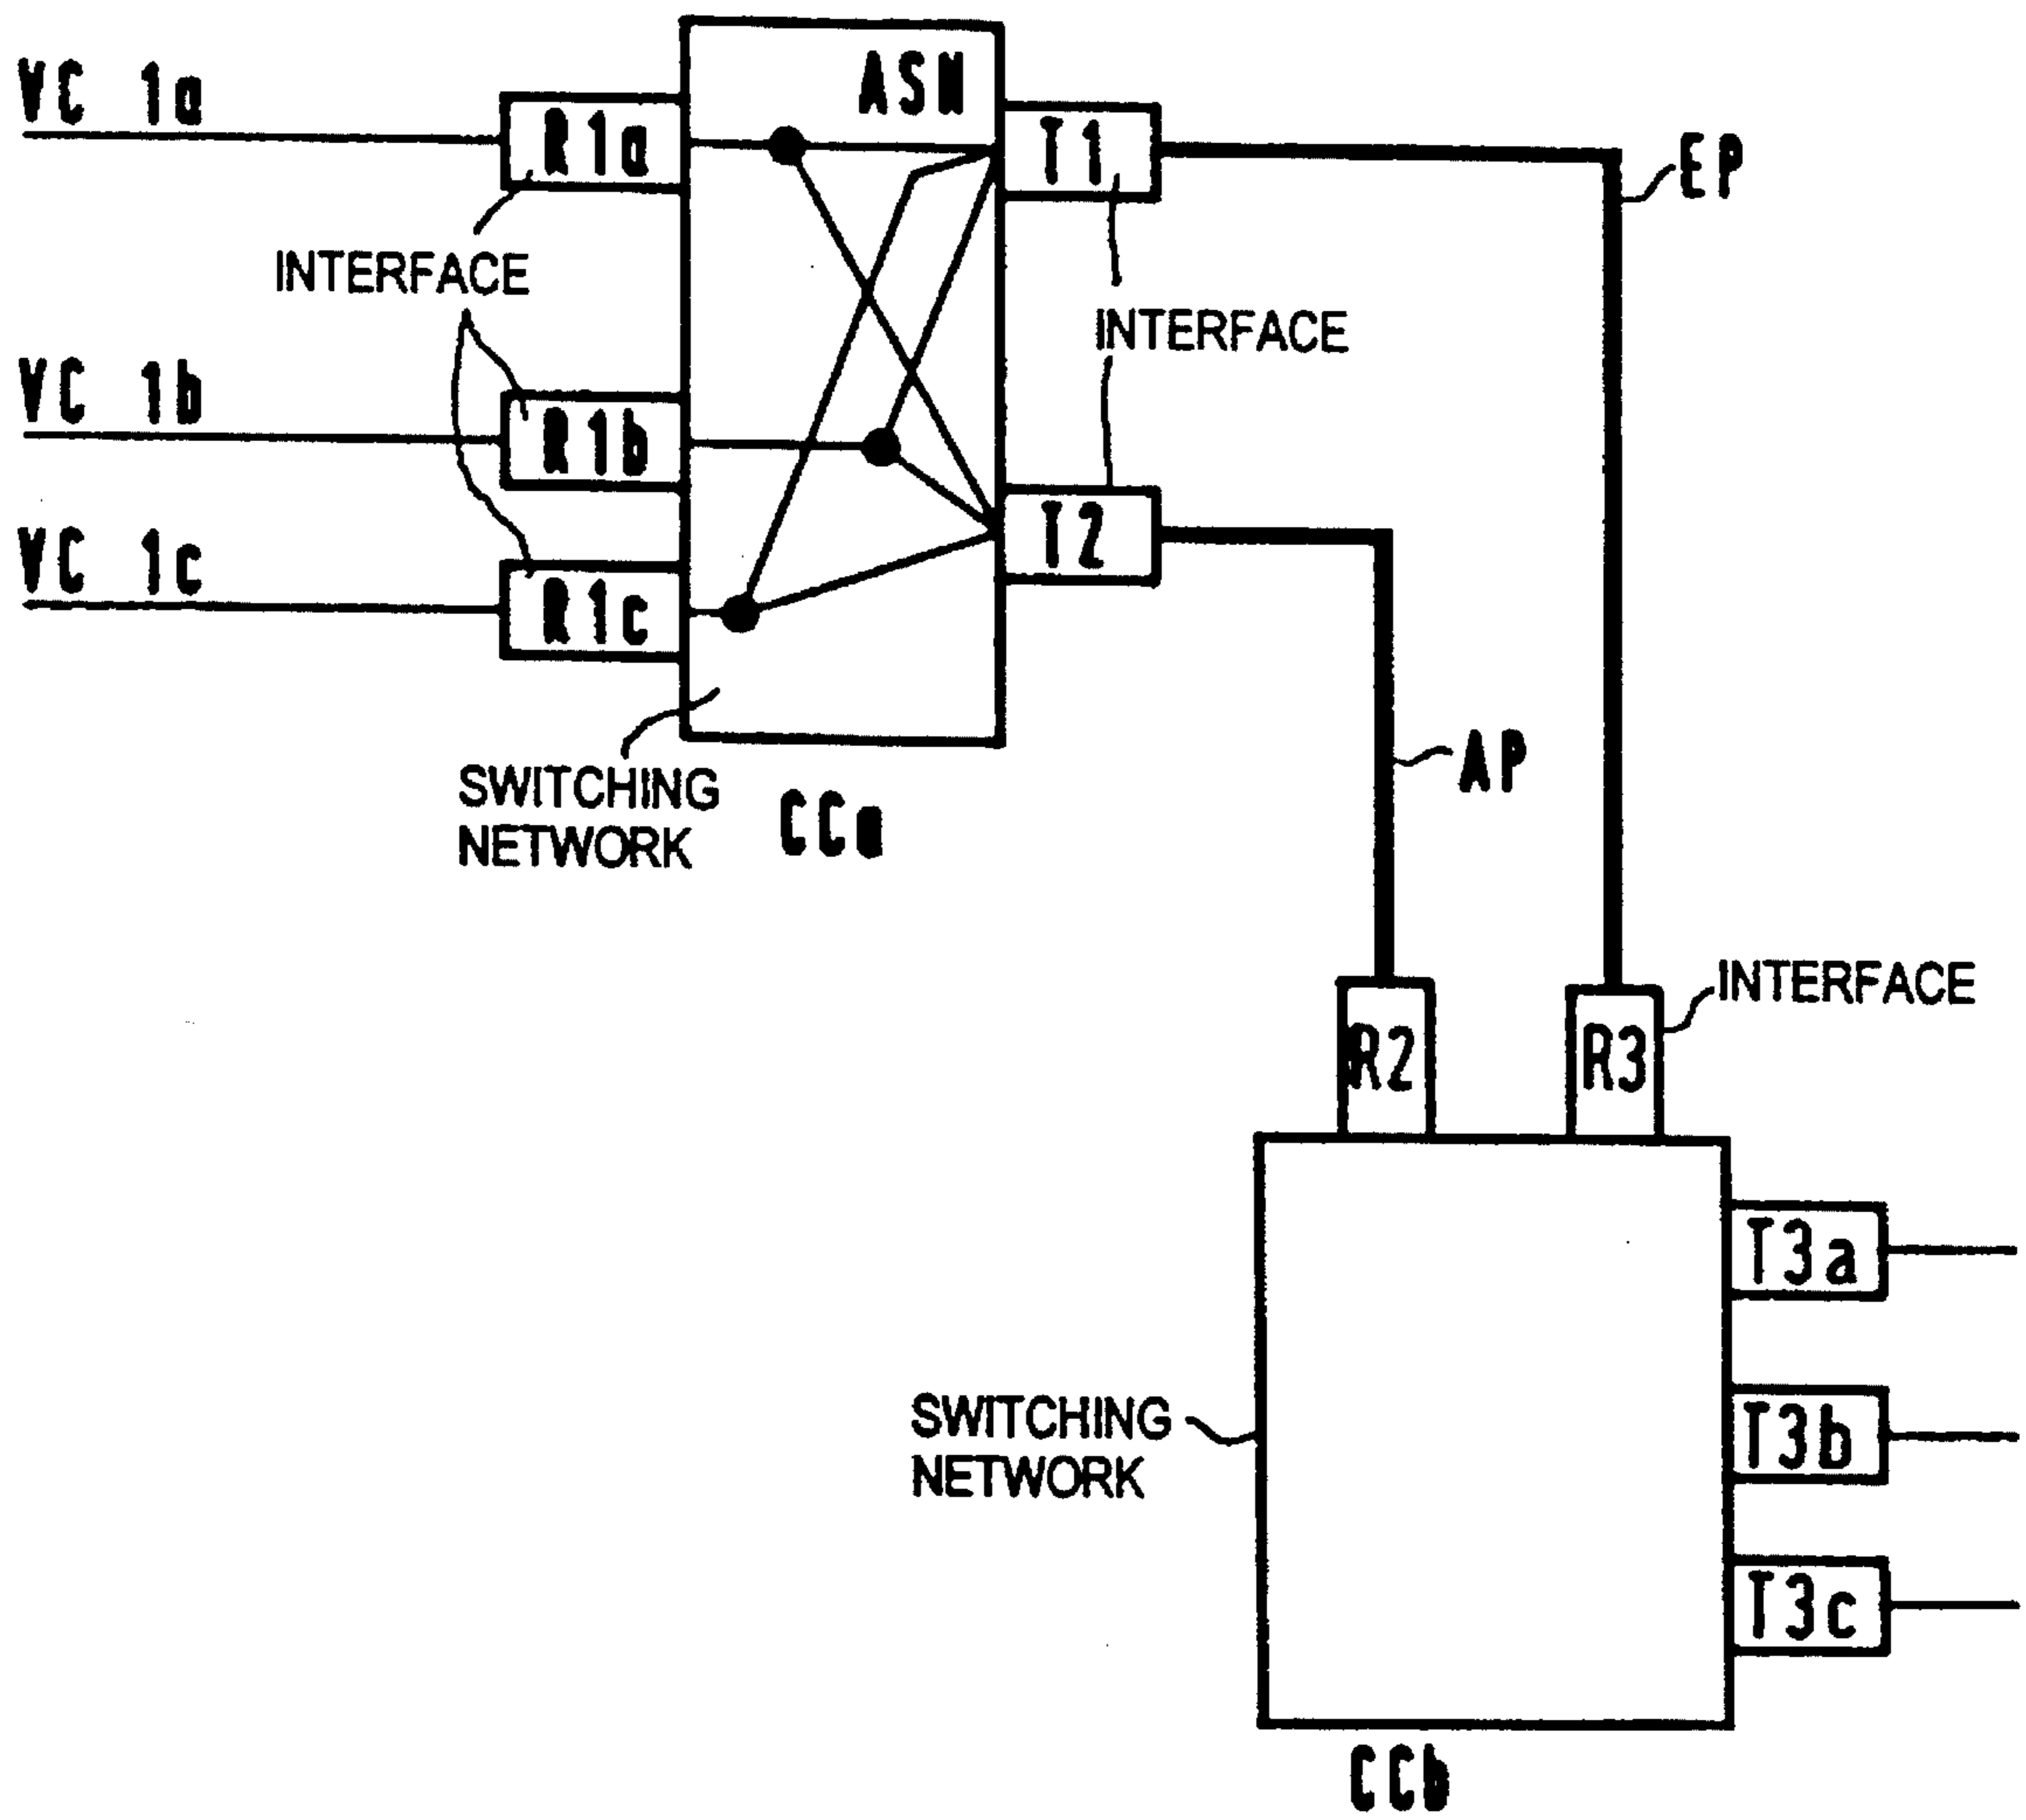 VC 1a
R1a
ASN
T1
EP
INTERFACE
INTERFACE
VC 1b
R1b
T2
VC 1c
R1c
AP
SWITCHING
NETWORK
CCa
INTERFACE
R2
R3
T3a
SWITCHING
NETWORK
T3b
T3c
CCb